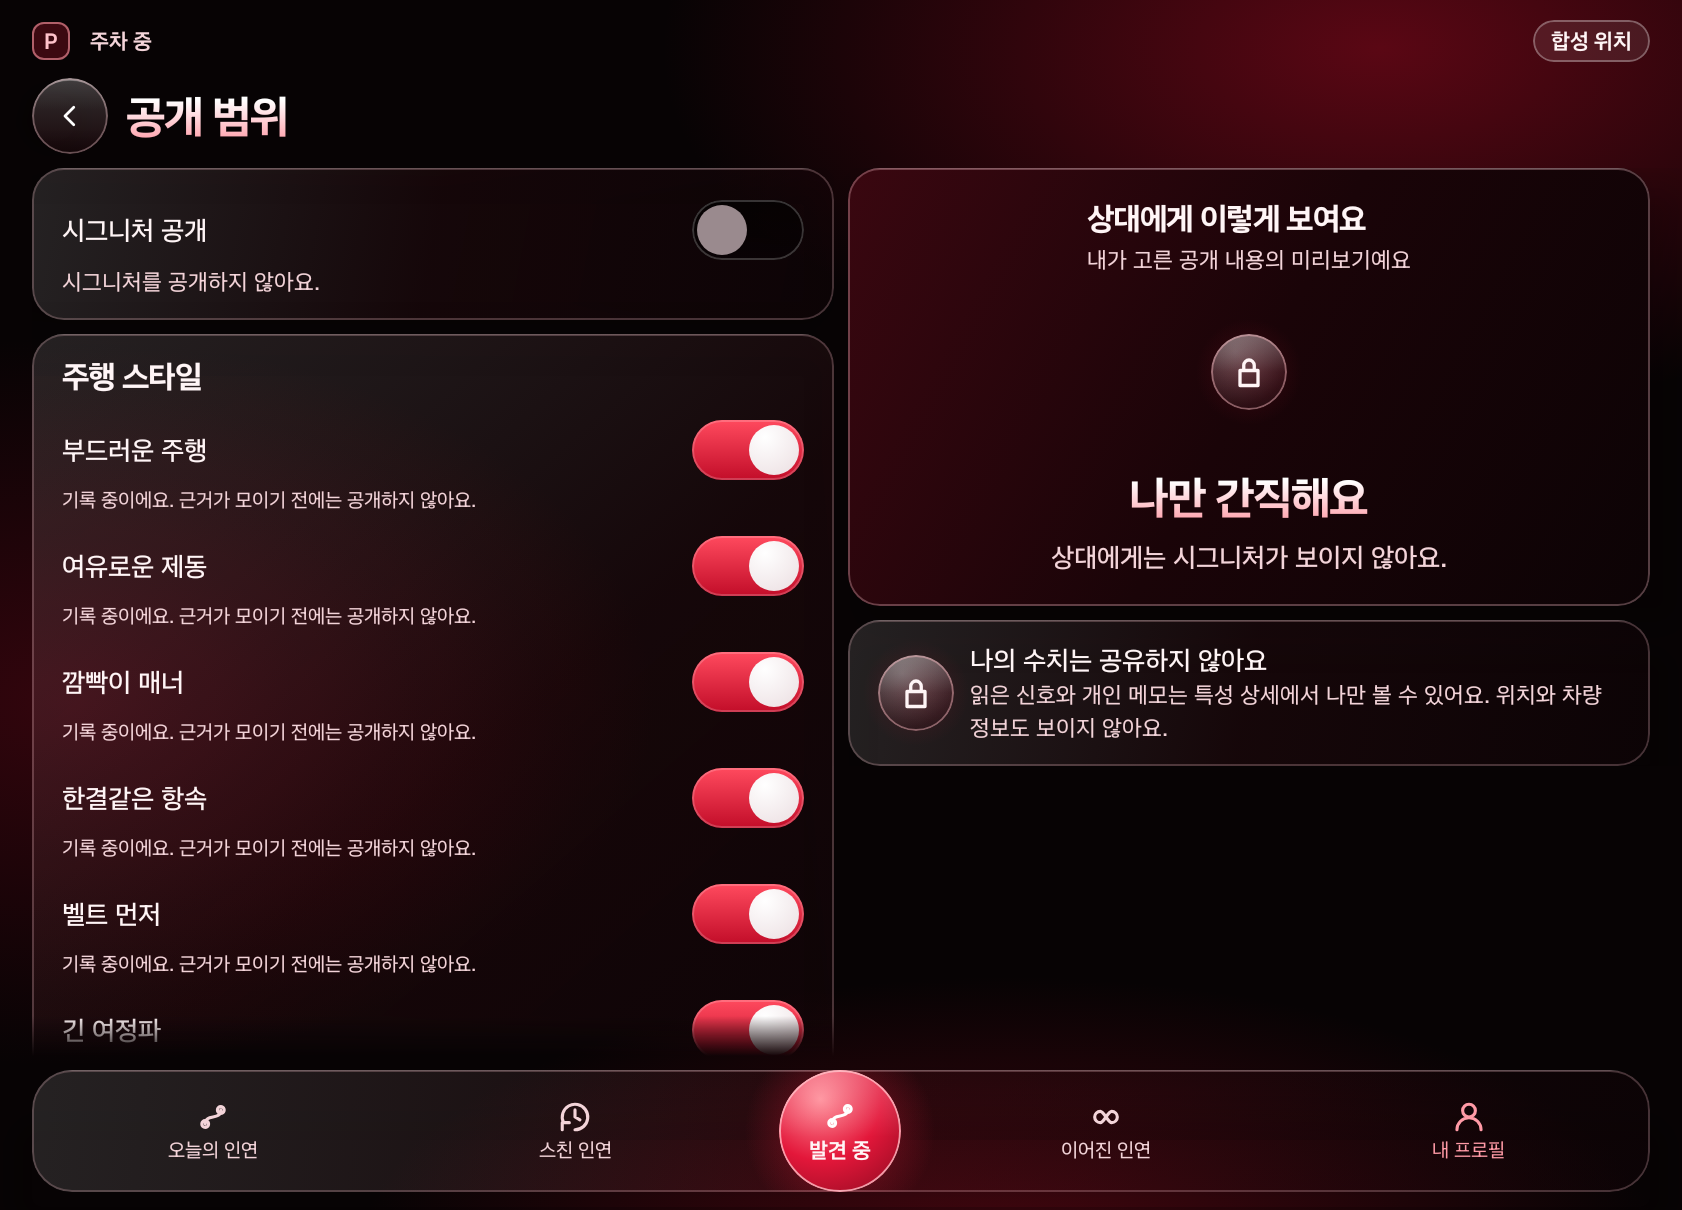 P 주차 중
합성 위치
공개 범위
시그니처 공개
시그니처를 공개하지 않아요.
주행 스타일
부드러운 주행
기록 중이에요. 근거가 모이기 전에는 공개하지 않아요.
여유로운 제동
기록 중이에요. 근거가 모이기 전에는 공개하지 않아요.
깜빡이 매너
기록 중이에요. 근거가 모이기 전에는 공개하지 않아요.
한결같은 항속
기록 중이에요. 근거가 모이기 전에는 공개하지 않아요.
벨트 먼저
기록 중이에요. 근거가 모이기 전에는 공개하지 않아요.
긴 여정파
상대에게 이렇게 보여요
내가 고른 공개 내용의 미리보기예요
나만 간직해요
상대에게는 시그니처가 보이지 않아요.
나의 수치는 공유하지 않아요
읽은 신호와 개인 메모는 특성 상세에서 나만 볼 수 있어요. 위치와 차량
정보도 보이지 않아요.
오늘의 인연
스친 인연
발견 중
이어진 인연
내 프로필